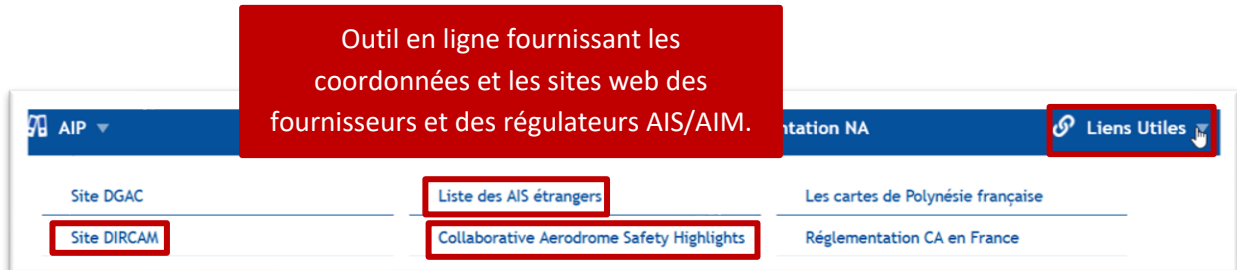 Outil en ligne fournissant les
coordonnées et les sites web des
fournisseurs et des régulateurs AIS/AIM.
AIP
NA
Liens Utiles
Site DGAC
Liste des AIS étrangers
Les cartes de Polynésie française
Site DIRCAM
Collaborative Aerodrome Safety Highlights
Réglementation CA en France